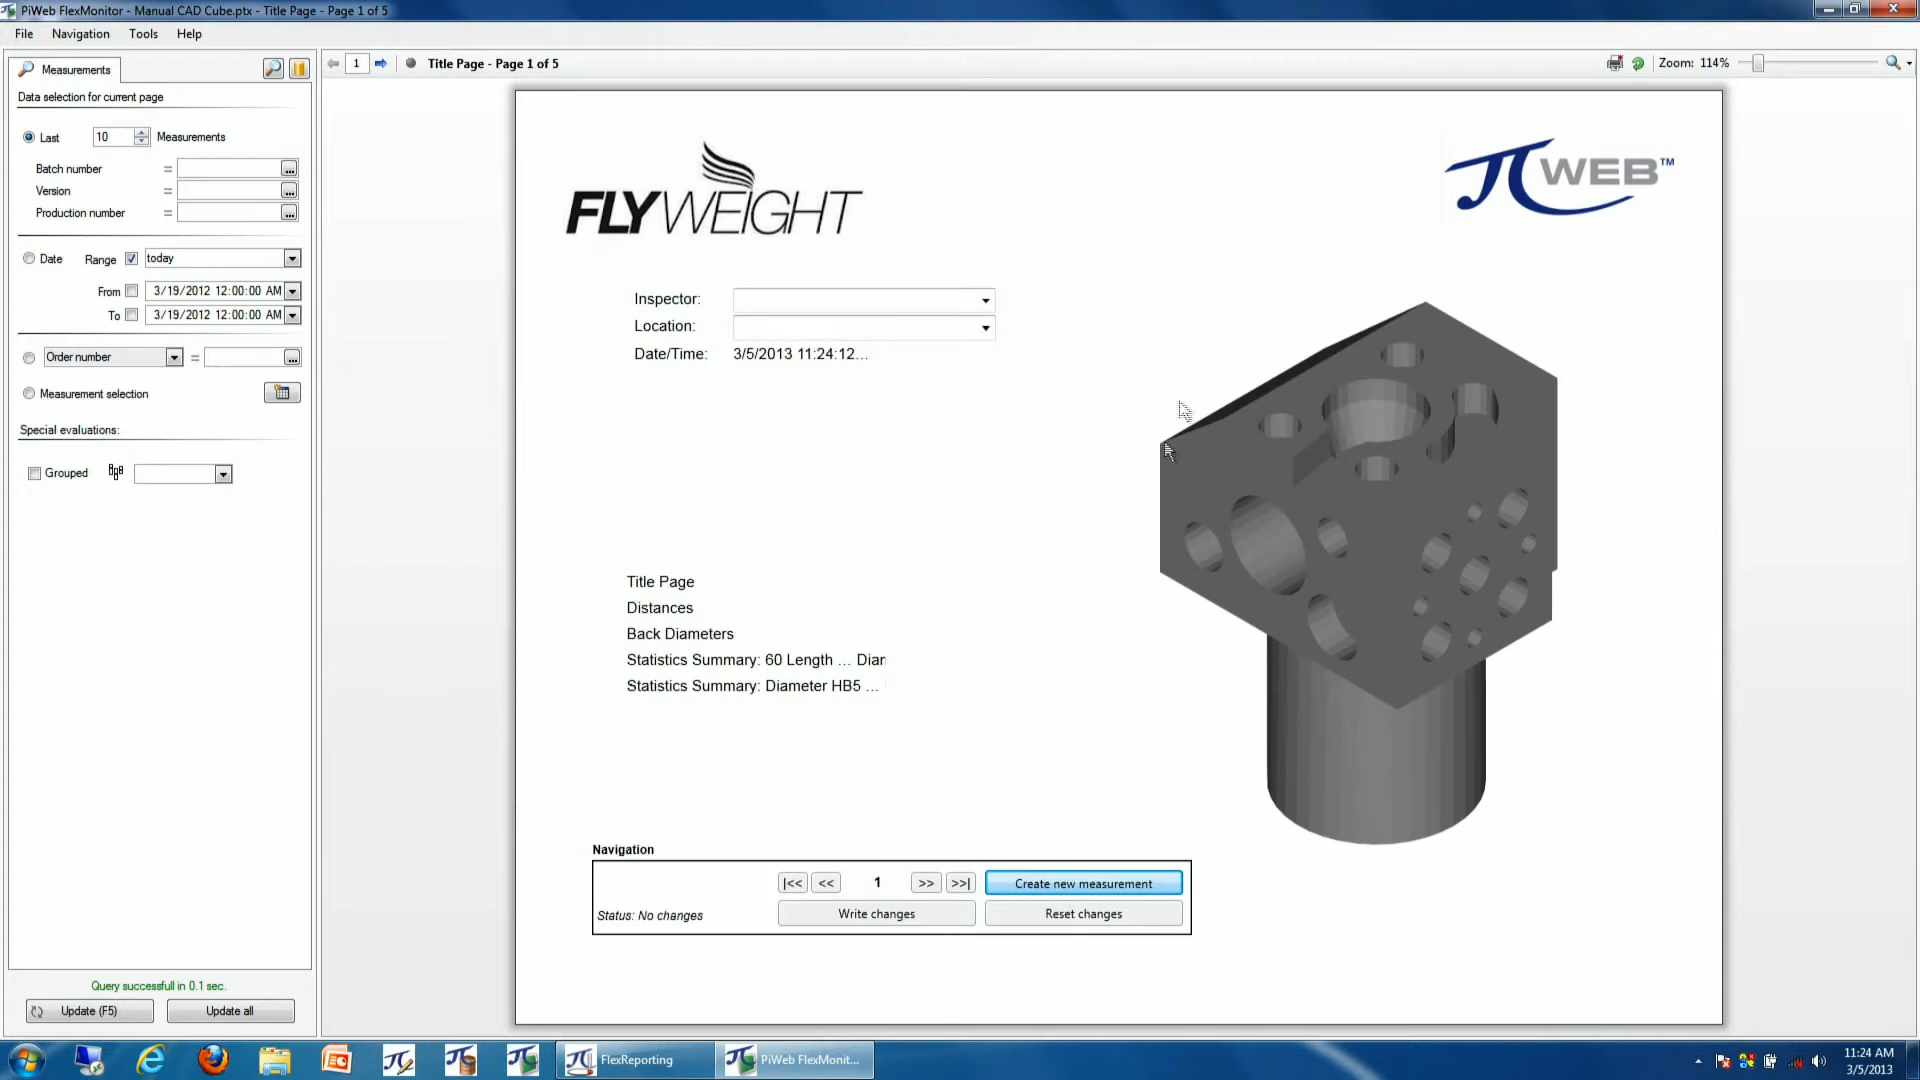 PiWeb FlexMonitor - Manual CAD Cube.ptx - Title Page - Page 1 of 5
File Navigation Tools Help
Measurements
1 Title Page - Page 1 of 5
Zoom: 114%
Data selection for current page
Last 10 Measurements
Batch number = ...
Version = ...
Production number = ...
Date Range today
From 3/19/2012 12:00:00 AM
To 3/19/2012 12:00:00 AM
Order number = ...
Measurement selection
Special evaluations:
Grouped
Query successfull in 0.1 sec.
Update (F5) Update all
FLYWEIGHT
π WEB™
Inspector:
Location:
Date/Time: 3/5/2013 11:24:12...
Title Page
Distances
Back Diameters
Statistics Summary: 60 Length ... Diar
Statistics Summary: Diameter HB5 ...
Navigation
|<< << 1 >> >>| Create new measurement
Status: No changes Write changes Reset changes
FlexReporting
PiWeb FlexMonit...
11:24 AM
3/5/2013